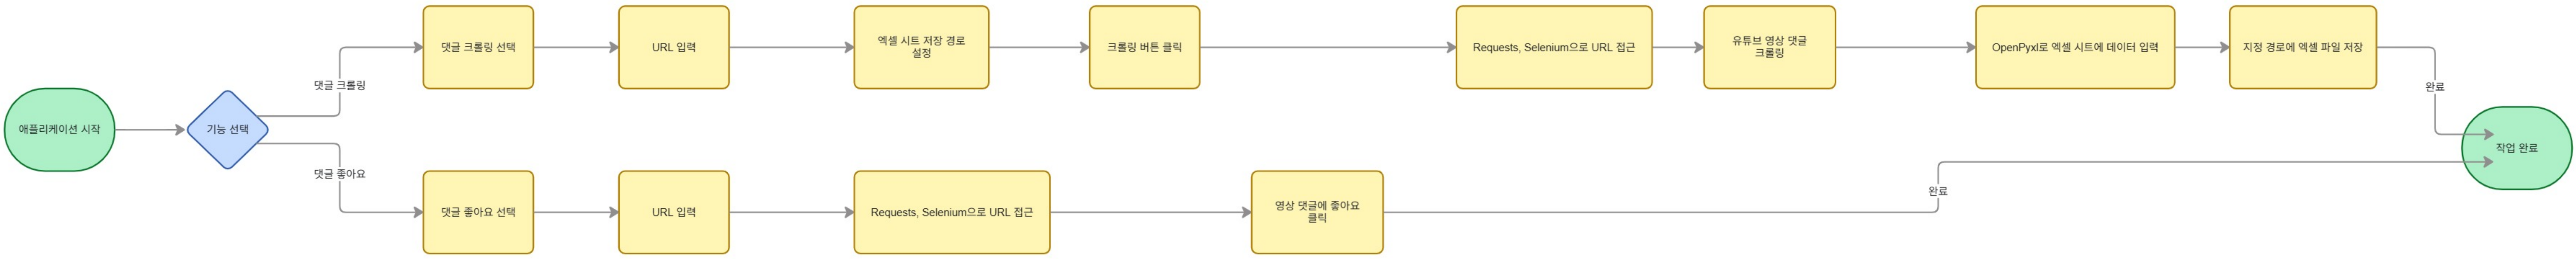 애플리케이션 시작
기능 선택
댓글 크롤링
댓글 크롤링 선택
URL 입력
엑셀 시트 저장 경로
설정
크롤링 버튼 클릭
Requests, Selenium으로 URL 접근
유튜브 영상 댓글
크롤링
OpenPyxl로 엑셀 시트에 데이터 입력
지정 경로에 엑셀 파일 저장
완료
댓글 좋아요
댓글 좋아요 선택
URL 입력
Requests, Selenium으로 URL 접근
영상 댓글에 좋아요
클릭
완료
작업 완료